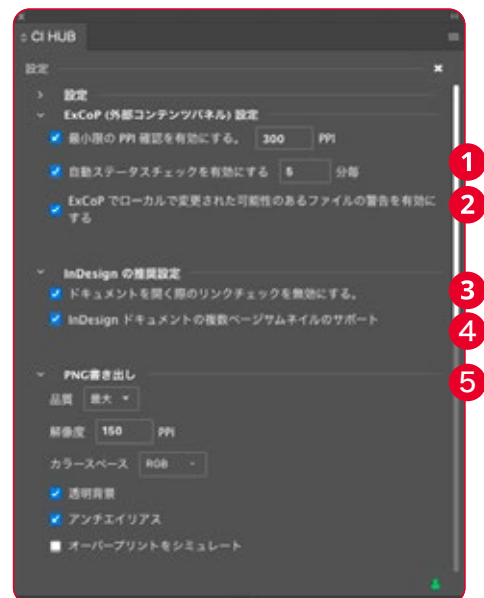 CI HUB
設定
設定
ExCoP (外部コンテンツパネル) 設定
最小限の PPI 確認を有効にする。 300 PPI
自動ステータスチェックを有効にする 5 分毎
1
ExCoP でローカルで変更された可能性のあるファイルの警告を有効に
する
2
InDesign の推奨設定
ドキュメントを開く際のリンクチェックを無効にする。
3
InDesign ドキュメントの複数ページサムネイルのサポート
4
PNG書き出し
5
品質 最大
解像度 150 PPI
カラースペース RGB
透明背景
アンチエイリアス
オーバープリントをシミュレート